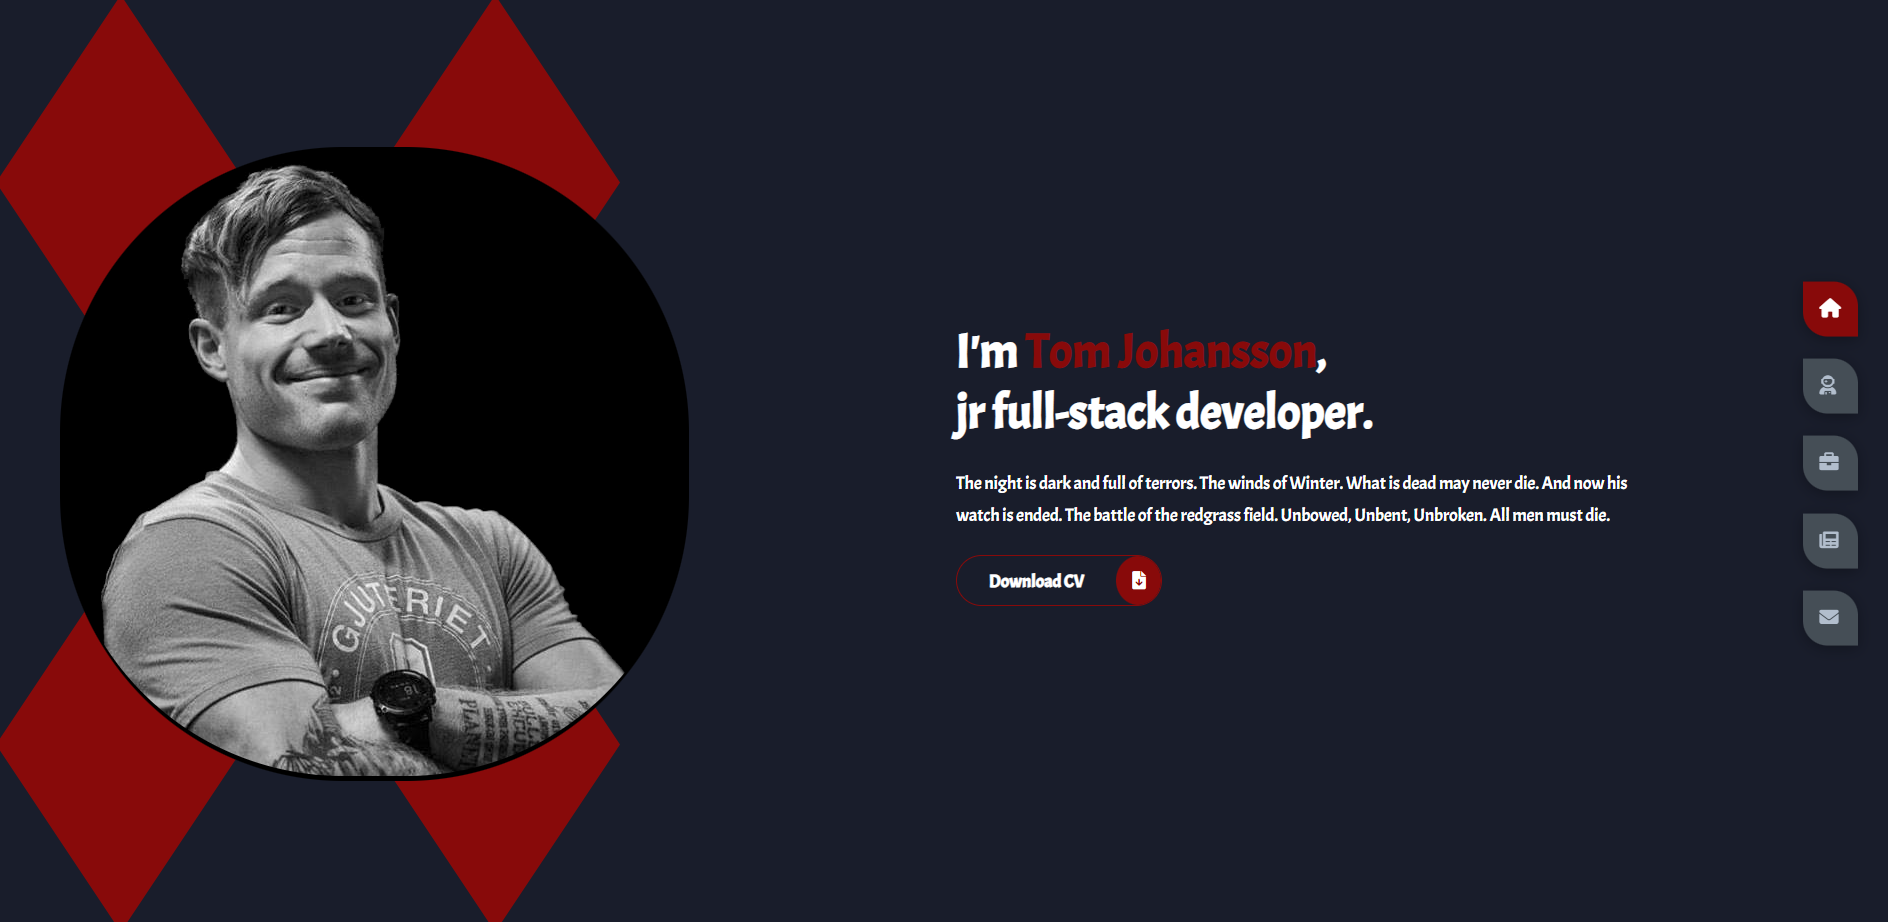 I'm Tom Johansson,
jr full-stack developer.
The night is dark and full of terrors. The winds of Winter. What is dead may never die. And now his
watch is ended. The battle of the redgrass field. Unbowed, Unbent, Unbroken. All men must die.
Download CV
GJUTERIET